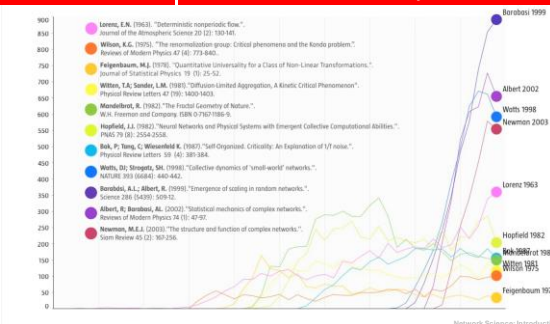 900
850
800
750
700
650
600
550
500
450
400
350
300
250
200
150
100
50
0
Lorenz, E.N. (1963). "Deterministic nonperiodic flow.".
Journal of the Atmospheric Science 20 (2): 130-141.
Wilson, K.G. (1975). "The renormalization group: Critical phenomena and the Kondo problem."
Reviews of Modern Physics 47 (4): 773-840..
Feigenbaum, M.J. (1978). "Quantitative Universality for a Class of Non-Linear Transformations.".
Journal of Statistical Physics 19 (1): 25-52.
Witten, T.A; Sander, L.M. (1981). "Diffusion-Limited Aggregation, A Kinetic Critical Phenomenon"
Physical Review Letters 47 (19): 1400-1403.
Mandelbrot, B. (1982). "The Fractal Geometry of Nature.".
W.H. Freeman and Company. ISBN 0-7167-1186-9.
Hopfield, J.J. (1982). "Neural Networks and Physical Systems with Emergent Collective Computational Abilities.".
PNAS 79 (8): 2554-2558.
Bak, P; Tang, C; Wiesenfeld K. (1987). "Self-Organized. Criticality: An Explanation of 1/f noise.".
Physical Review Letters 59 (4): 381-384.
Watts, DJ; Strogatz, SH. (1998). "Collective dynamics of 'small-world' networks.".
NATURE 393 (6684): 440-442.
Barabási, A.L; Albert, R. (1999). "Emergence of scaling in random networks.".
Science 286 (5439): 509-12.
Albert, R; Barabási, AL. (2002). "Statistical mechanics of complex networks.".
Reviews of Modern Physics 74 (1): 47-97.
Newman, M.E.J. (2003). "The structure and function of complex networks.".
Siam Review 45 (2): 167-256.
Barabasi 1999
Albert 2002
Watts 1998
Newman 2003
Lorenz 1963
Hopfield 1982
Bak 1987
Witten 1981
Wilson 1975
Feigenbaum 197
Network Science: Introducti